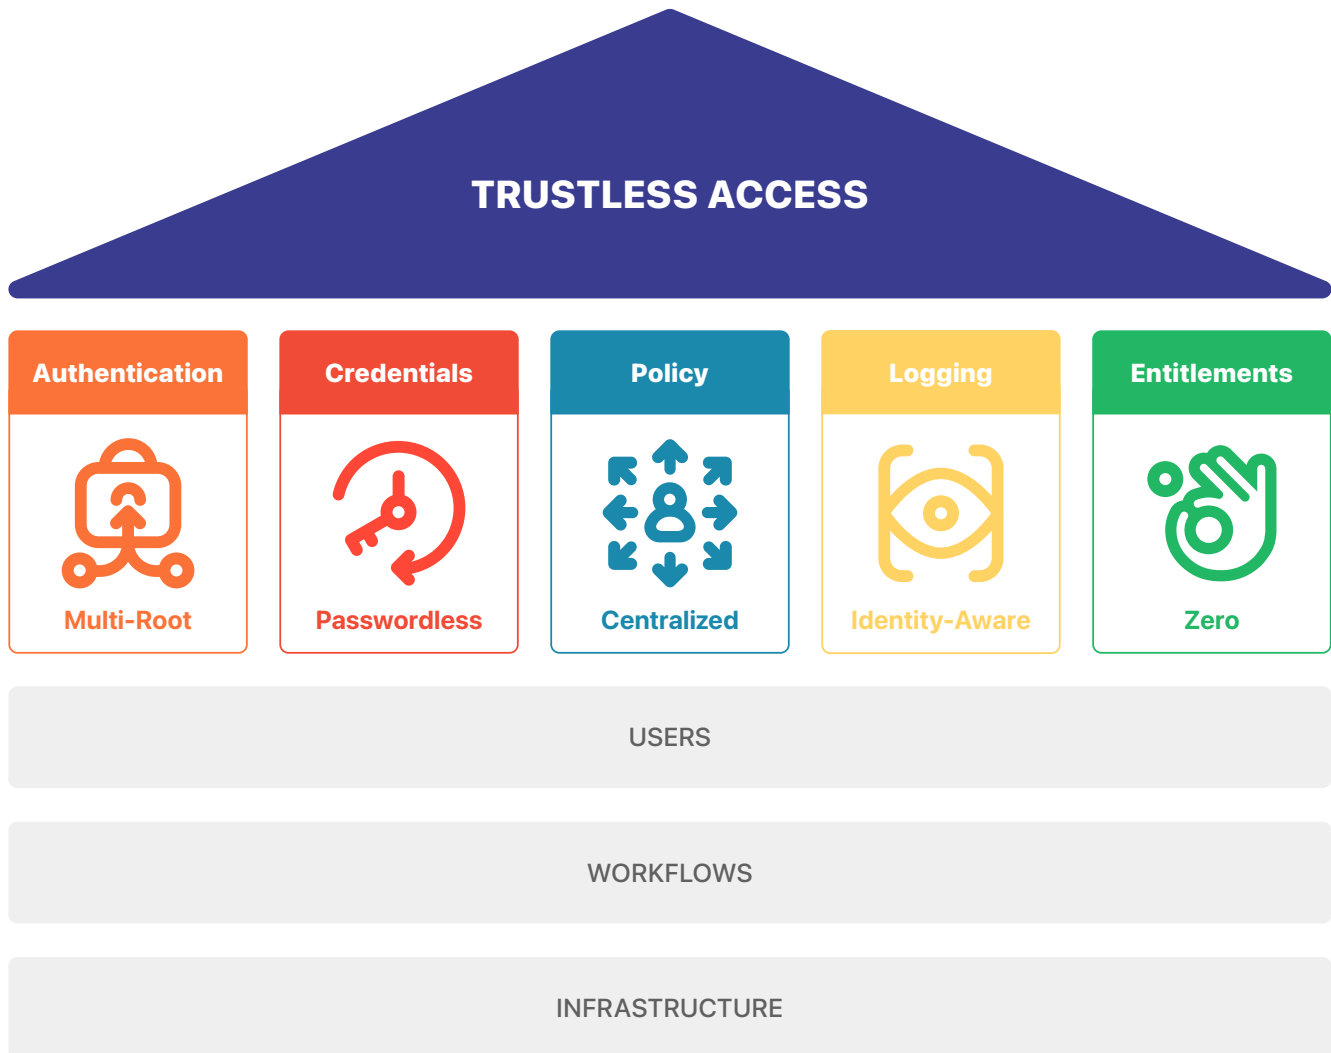 TRUSTLESS ACCESS
Authentication
Multi-Root
Credentials
Passwordless
Policy
Centralized
Logging
Identity-Aware
Entitlements
Zero
USERS
WORKFLOWS
INFRASTRUCTURE